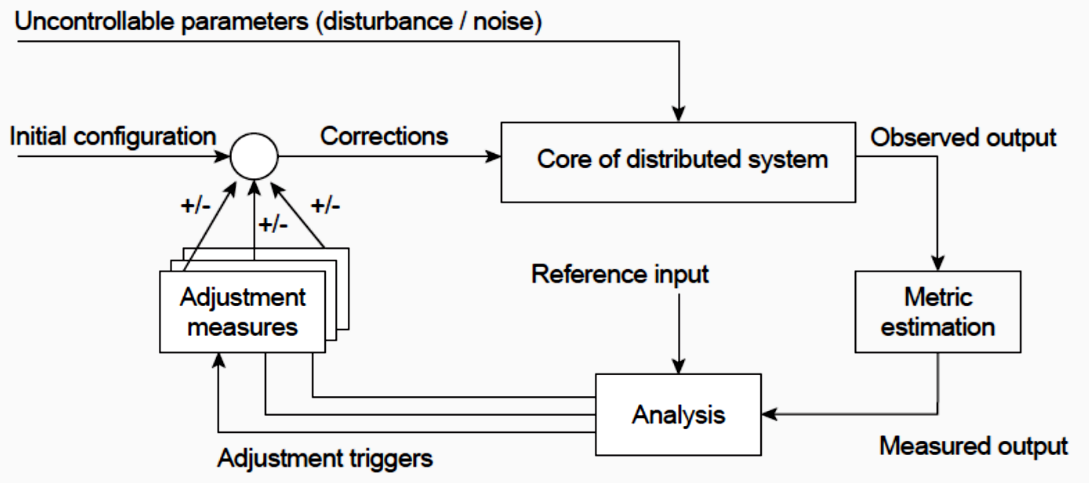 Uncontrollable parameters (disturbance / noise)
Initial configuration
Corrections
Core of distributed system
Observed output
+/-
+/-
+/-
Reference input
Adjustment
measures
Metric
estimation
Analysis
Measured output
Adjustment triggers